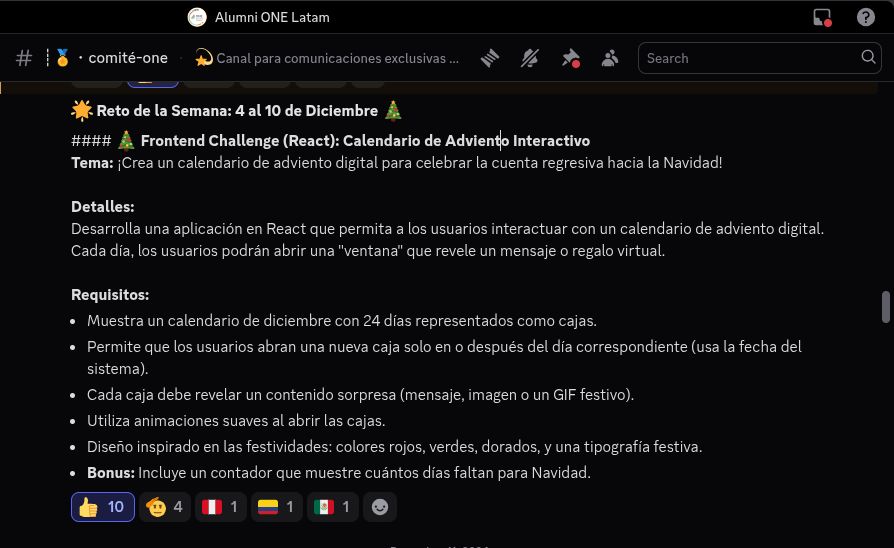 Alumni ONE Latam
# ┊🏅・comité-one
💫 Canal para comunicaciones exclusivas ...
Search
🌟 Reto de la Semana: 4 al 10 de Diciembre 🎄
#### 🎄 Frontend Challenge (React): Calendario de Adviento Interactivo
Tema: ¡Crea un calendario de adviento digital para celebrar la cuenta regresiva hacia la Navidad!
Detalles:
Desarrolla una aplicación en React que permita a los usuarios interactuar con un calendario de adviento digital.
Cada día, los usuarios podrán abrir una "ventana" que revele un mensaje o regalo virtual.
Requisitos:
• Muestra un calendario de diciembre con 24 días representados como cajas.
• Permite que los usuarios abran una nueva caja solo en o después del día correspondiente (usa la fecha del
sistema).
• Cada caja debe revelar un contenido sorpresa (mensaje, imagen o un GIF festivo).
• Utiliza animaciones suaves al abrir las cajas.
• Diseño inspirado en las festividades: colores rojos, verdes, dorados, y una tipografía festiva.
• Bonus: Incluye un contador que muestre cuántos días faltan para Navidad.
👍 10 🫡 4 🇵🇪 1 🇨🇴 1 🇲🇽 1